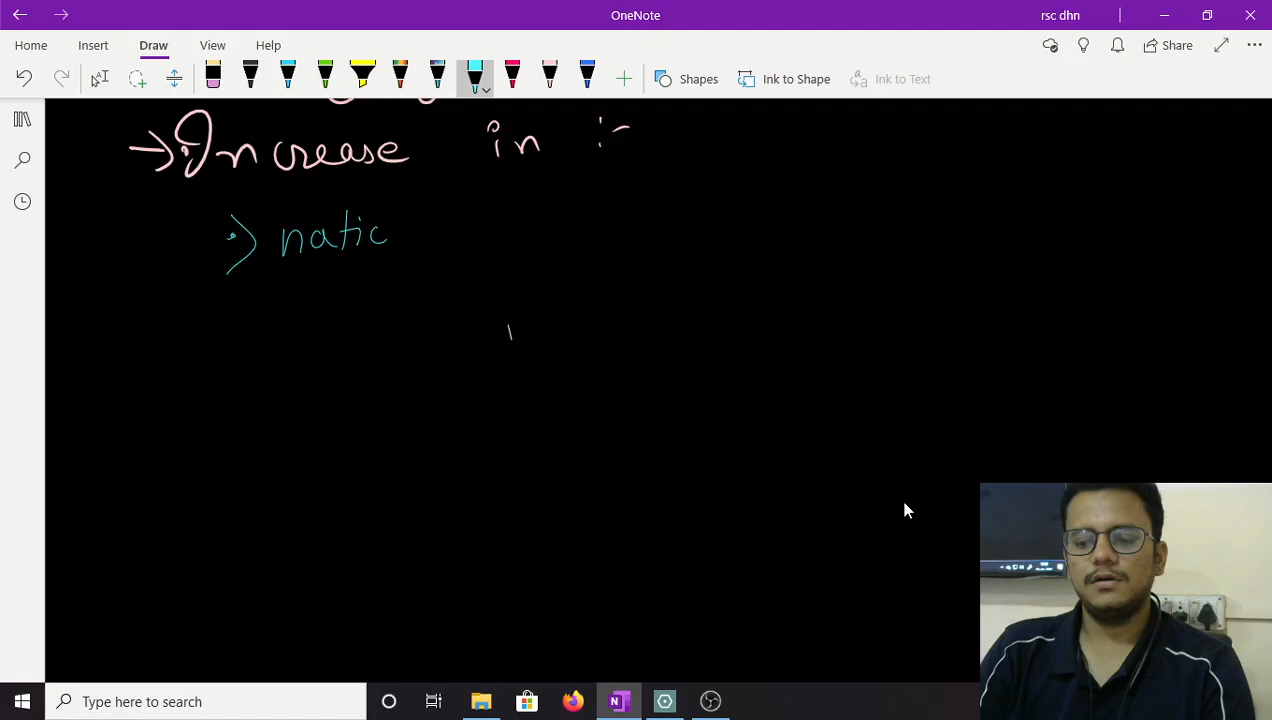 OneNote
rsc dhn
Home Insert Draw View Help
Share
Shapes Ink to Shape Ink to Text
→ Increase in :-
natic
Type here to search